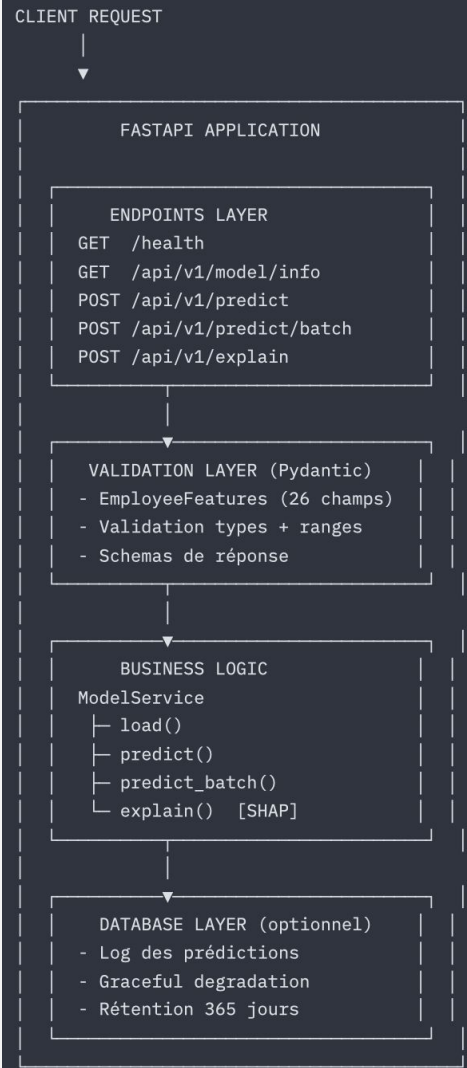 CLIENT REQUEST
FASTAPI APPLICATION
ENDPOINTS LAYER
GET /health
GET /api/v1/model/info
POST /api/v1/predict
POST /api/v1/predict/batch
POST /api/v1/explain
VALIDATION LAYER (Pydantic)
- EmployeeFeatures (26 champs)
- Validation types + ranges
- Schemas de réponse
BUSINESS LOGIC
ModelService
├─ load()
├─ predict()
├─ predict_batch()
└─ explain() [SHAP]
DATABASE LAYER (optionnel)
- Log des prédictions
- Graceful degradation
- Rétention 365 jours